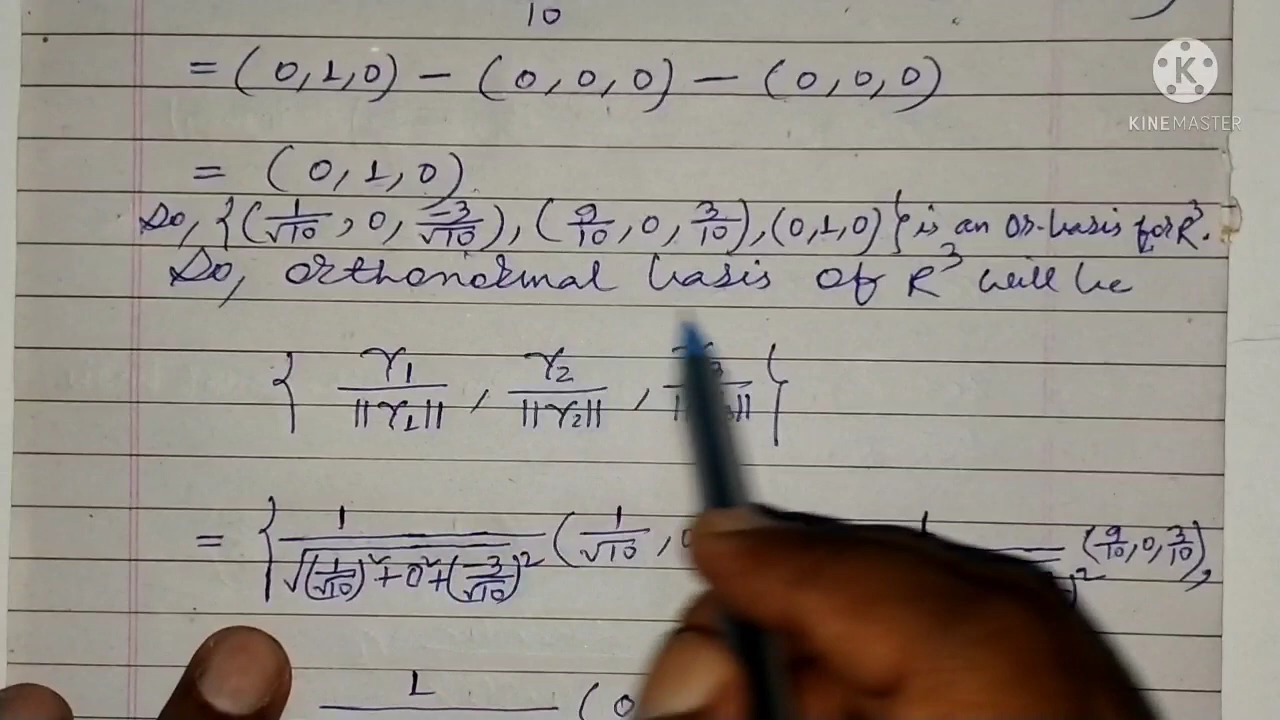 10
= (0,1,0) - (0,0,0) - (0,0,0)
K
KINEMASTER
= (0,1,0)
So, {(1/√10, 0, -3/√10), (9/10, 0, 3/10), (0,1,0)} is an Or-basis for R³.
So, orthonormal basis of R³ will be
{ γ1/||γ1||, γ2/||γ2||, }
= { 1/√((1/√10)²+0²+(-3/√10)²) (1/√10, (9/10, 0, 3/10),
1 (0